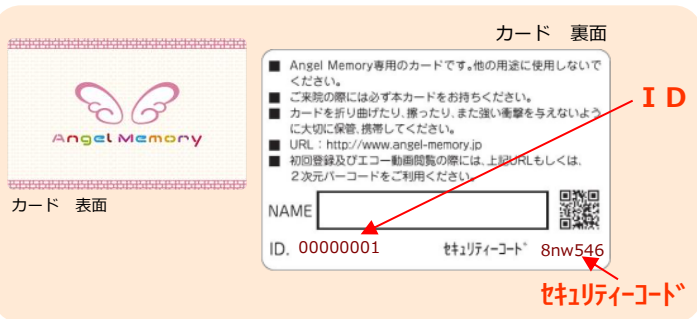 カード　裏面
Angel Memory
カード　表面
■ Angel Memory専用のカードです。他の用途に使用しないで
ください。
■ ご来院の際には必ず本カードをお持ちください。
■ カードを折り曲げたり、擦ったり、また強い衝撃を与えないよう
に大切に保管、携帯してください。
■ URL：http://www.angel-memory.jp
■ 初回登録及びエコー動画閲覧の際には、上記URLもしくは、
２次元バーコードをご利用ください。
NAME
ID. 00000001 ｾｷｭﾘﾃｨｰｺｰﾄﾞ 8nw546
ＩＤ
ｾｷｭﾘﾃｨｰｺｰﾄﾞ